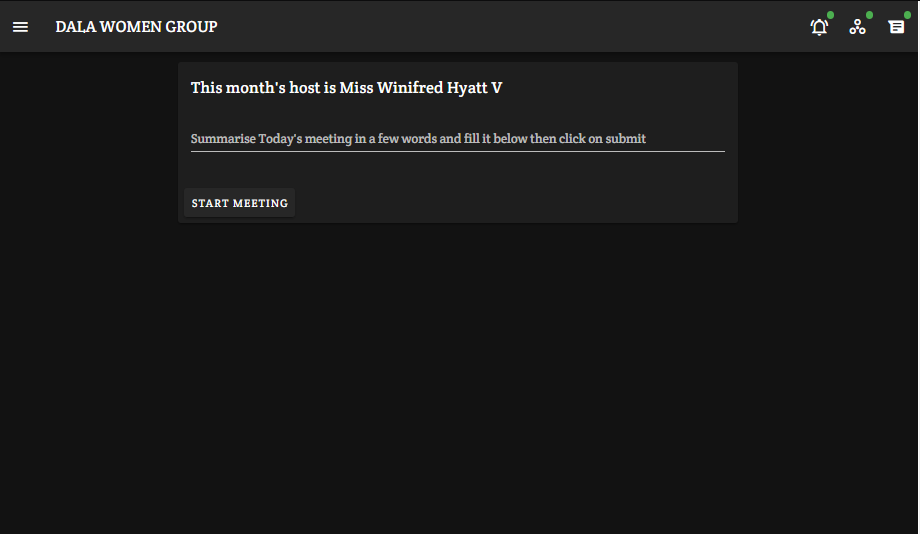 DALA WOMEN GROUP
This month's host is Miss Winifred Hyatt V
Summarise Today's meeting in a few words and fill it below then click on submit
START MEETING